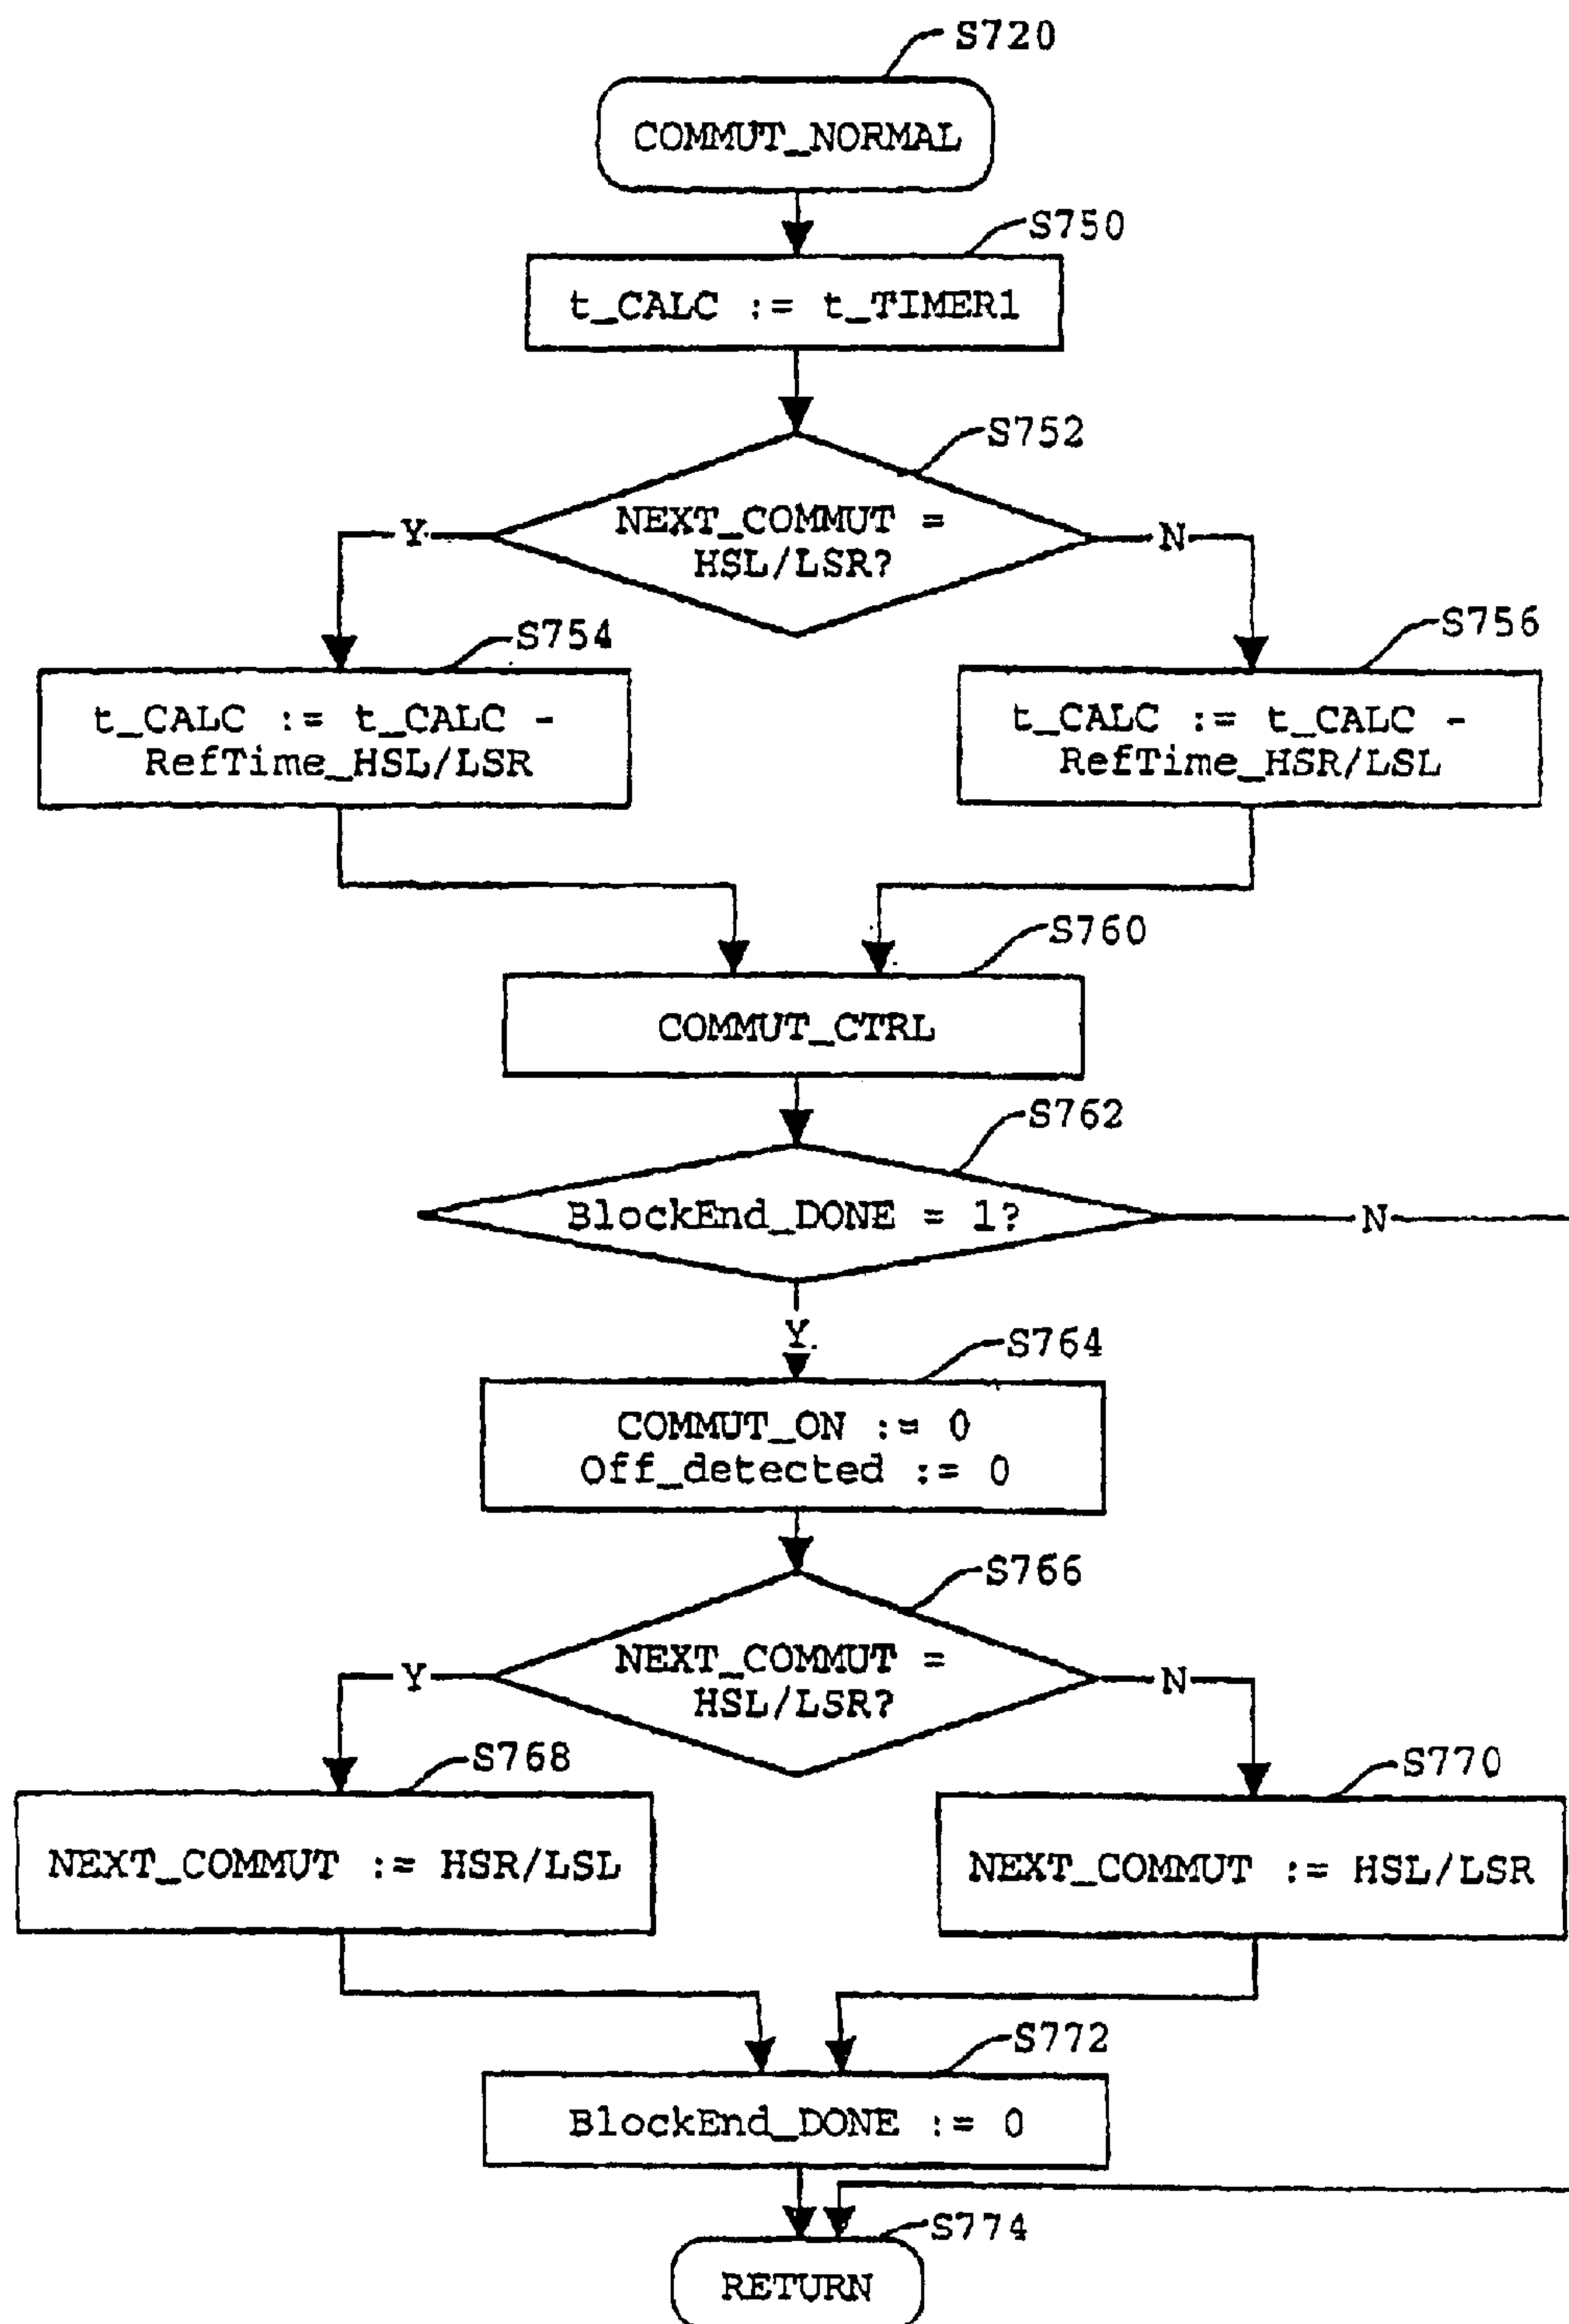 S720
COMMUT_NORMAL
S750
t_CALC := t_TIMER1
S752
NEXT_COMMUT =
HSL/LSR?
Y
N
S754
S756
t_CALC := t_CALC -
RefTime_HSL/LSR
t_CALC := t_CALC -
RefTime_HSR/LSL
S760
COMMUT_CTRL
S762
BlockEnd_DONE = 1?
N
Y
S764
COMMUT_ON := 0
Off_detected := 0
S766
NEXT_COMMUT =
HSL/LSR?
Y
N
S768
S770
NEXT_COMMUT := HSR/LSL
NEXT_COMMUT := HSL/LSR
S772
BlockEnd_DONE := 0
S774
RETURN